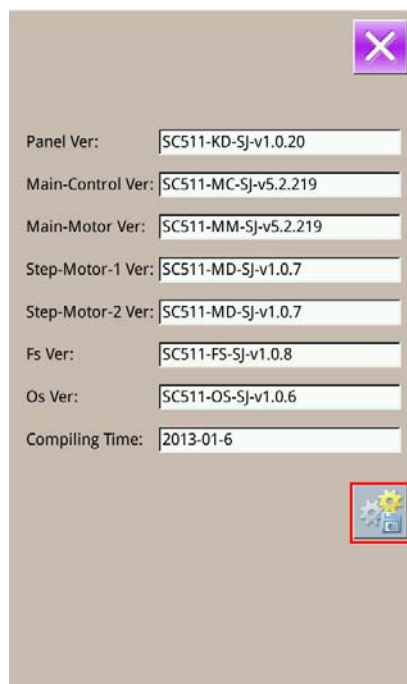 Panel Ver: SC511-KD-SJ-v1.0.20
Main-Control Ver: SC511-MC-SJ-v5.2.219
Main-Motor Ver: SC511-MM-SJ-v5.2.219
Step-Motor-1 Ver: SC511-MD-SJ-v1.0.7
Step-Motor-2 Ver: SC511-MD-SJ-v1.0.7
Fs Ver: SC511-FS-SJ-v1.0.8
Os Ver: SC511-OS-SJ-v1.0.6
Compiling Time: 2013-01-6